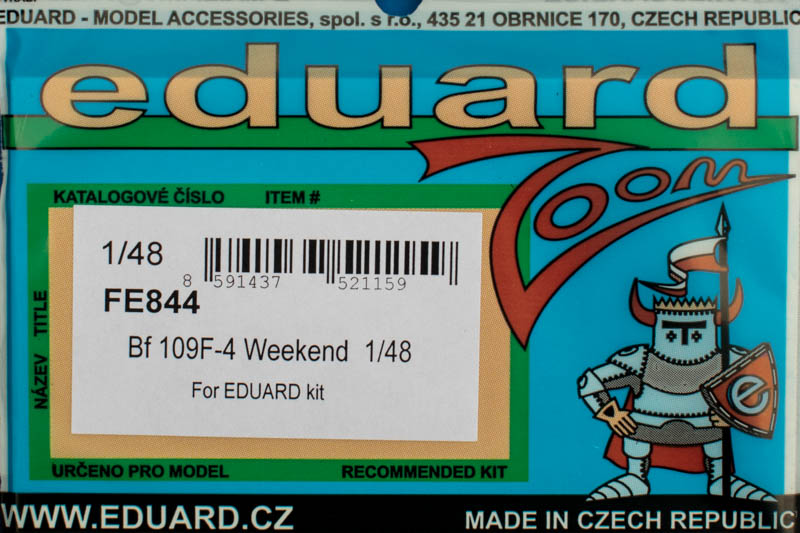 EDUARD - MODEL ACCESSORIES, spol. s r.o., 435 21 OBRNICE 170, CZECH REPUBLIC
eduard
Zoom
KATALOGOVÉ ČÍSLO ITEM #
1/48
8 591437 521159
FE844
Bf 109F-4 Weekend 1/48
For EDUARD kit
NÁZEV TITLE
e
URČENO PRO MODEL RECOMMENDED KIT
WWW.EDUARD.CZ MADE IN CZECH REPUBLIC